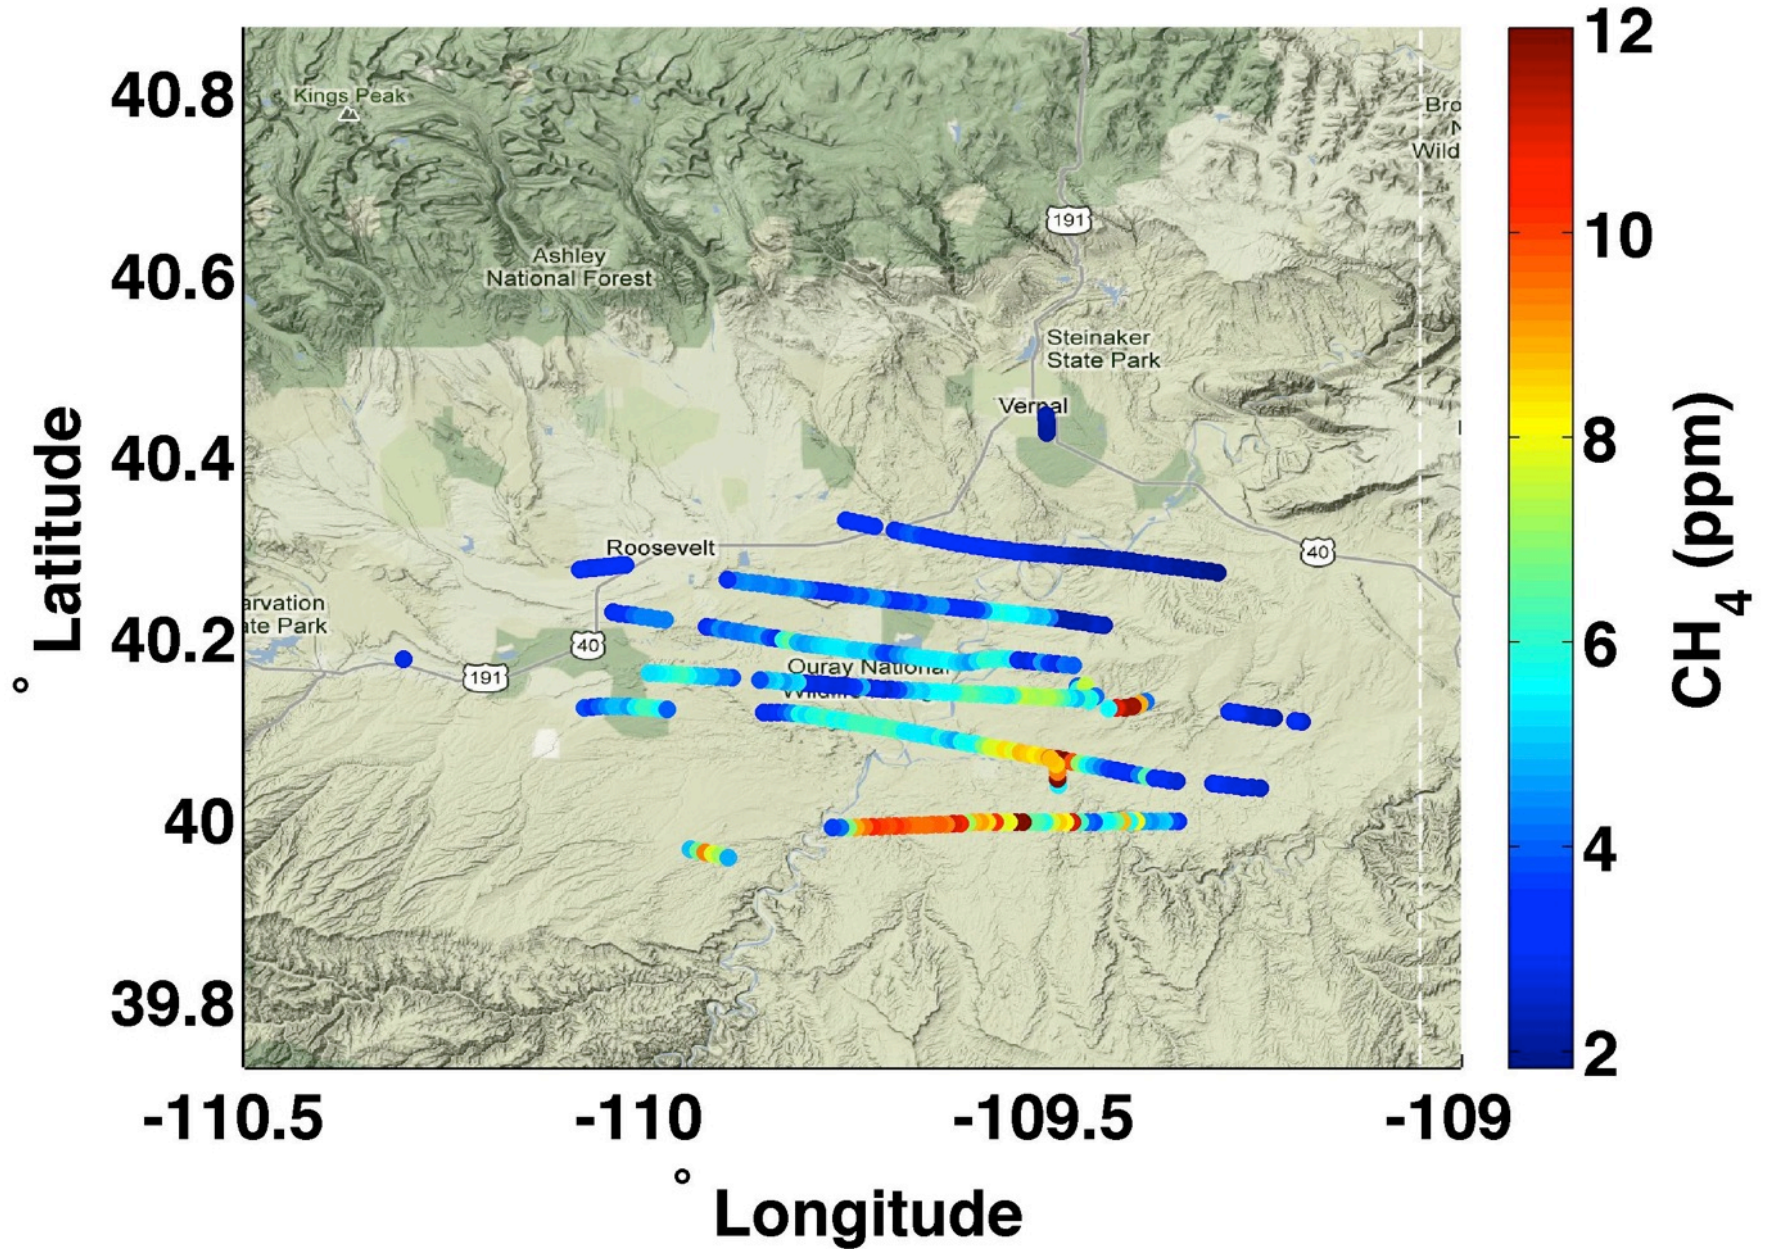 12
40.8
Kings Peak
Bro
N
Wild
191
10
40.6
Ashley
National Forest
Steinaker
State Park
Vernal
8
40.4
CH4 (ppm)
° Latitude
Roosevelt
40
arvation
ate Park
6
40.2
40
191
Ouray National
4
40
39.8
2
-110.5
-110
-109.5
-109
° Longitude